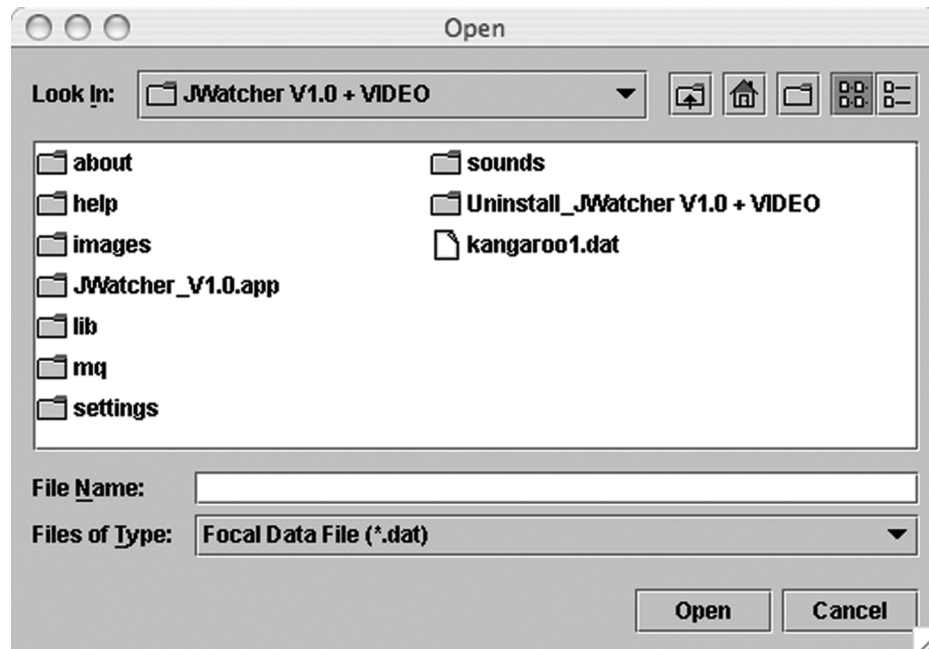 Open
Look In: JWatcher V1.0 + VIDEO
about
help
images
JWatcher_V1.0.app
lib
mq
settings
sounds
Uninstall_JWatcher V1.0 + VIDEO
kangaroo1.dat
File Name:
Files of Type: Focal Data File (*.dat)
Open Cancel